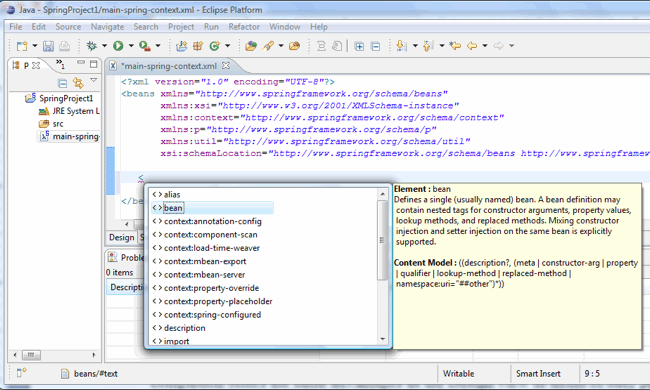 Java - SpringProject1/main-spring-context.xml - Eclipse Platform
File Edit Source Navigate Search Project Run Refactor Window Help
P
1
*main-spring-context.xml
SpringProject1
JRE System L
src
main-spring-
<?xml version="1.0" encoding="UTF-8"?>
<beans xmlns="http://www.springframework.org/schema/beans"
xmlns:xsi="http://www.w3.org/2001/XMLSchema-instance"
xmlns:context="http://www.springframework.org/schema/context"
xmlns:p="http://www.springframework.org/schema/p"
xmlns:util="http://www.springframework.org/schema/util"
xsi:schemaLocation="http://www.springframework.org/schema/beans http://www.springframew
<
</be
alias
bean
context:annotation-config
context:component-scan
context:load-time-weaver
context:mbean-export
context:mbean-server
context:property-override
context:property-placeholder
context:spring-configured
description
import
Element : bean
Defines a single (usually named) bean. A bean definition may
contain nested tags for constructor arguments, property values,
lookup methods, and replaced methods. Mixing constructor
injection and setter injection on the same bean is explicitly
supported.
Content Model : ((description?, (meta | constructor-arg | property
| qualifier | lookup-method | replaced-method |
namespace:uri="##other")*))
Design
Proble
0 items
Descripti
beans/#text
Writable
Smart Insert
9 : 5